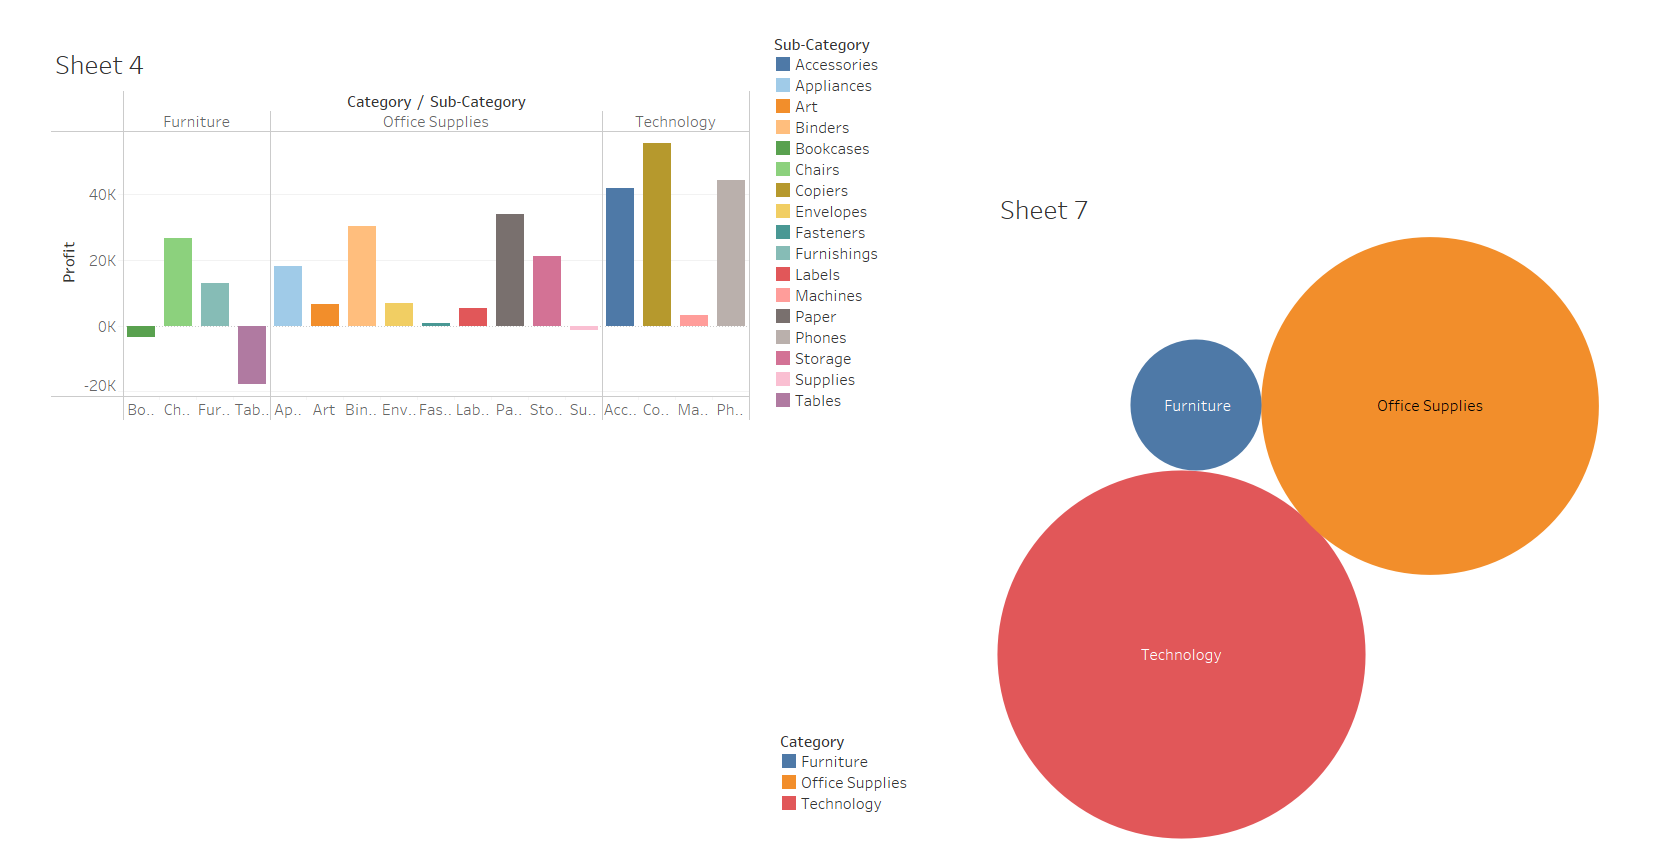 Sheet 4
Category / Sub-Category
Furniture
Office Supplies
Technology
Profit
40K
20K
0K
-20K
Bo..
Ch..
Fur..
Tab..
Ap..
Art
Bin..
Env..
Fas..
Lab..
Pa..
Sto..
Su..
Acc..
Co..
Ma..
Ph..
Sub-Category
Accessories
Appliances
Art
Binders
Bookcases
Chairs
Copiers
Envelopes
Fasteners
Furnishings
Labels
Machines
Paper
Phones
Storage
Supplies
Tables
Sheet 7
Furniture
Office Supplies
Technology
Category
Furniture
Office Supplies
Technology